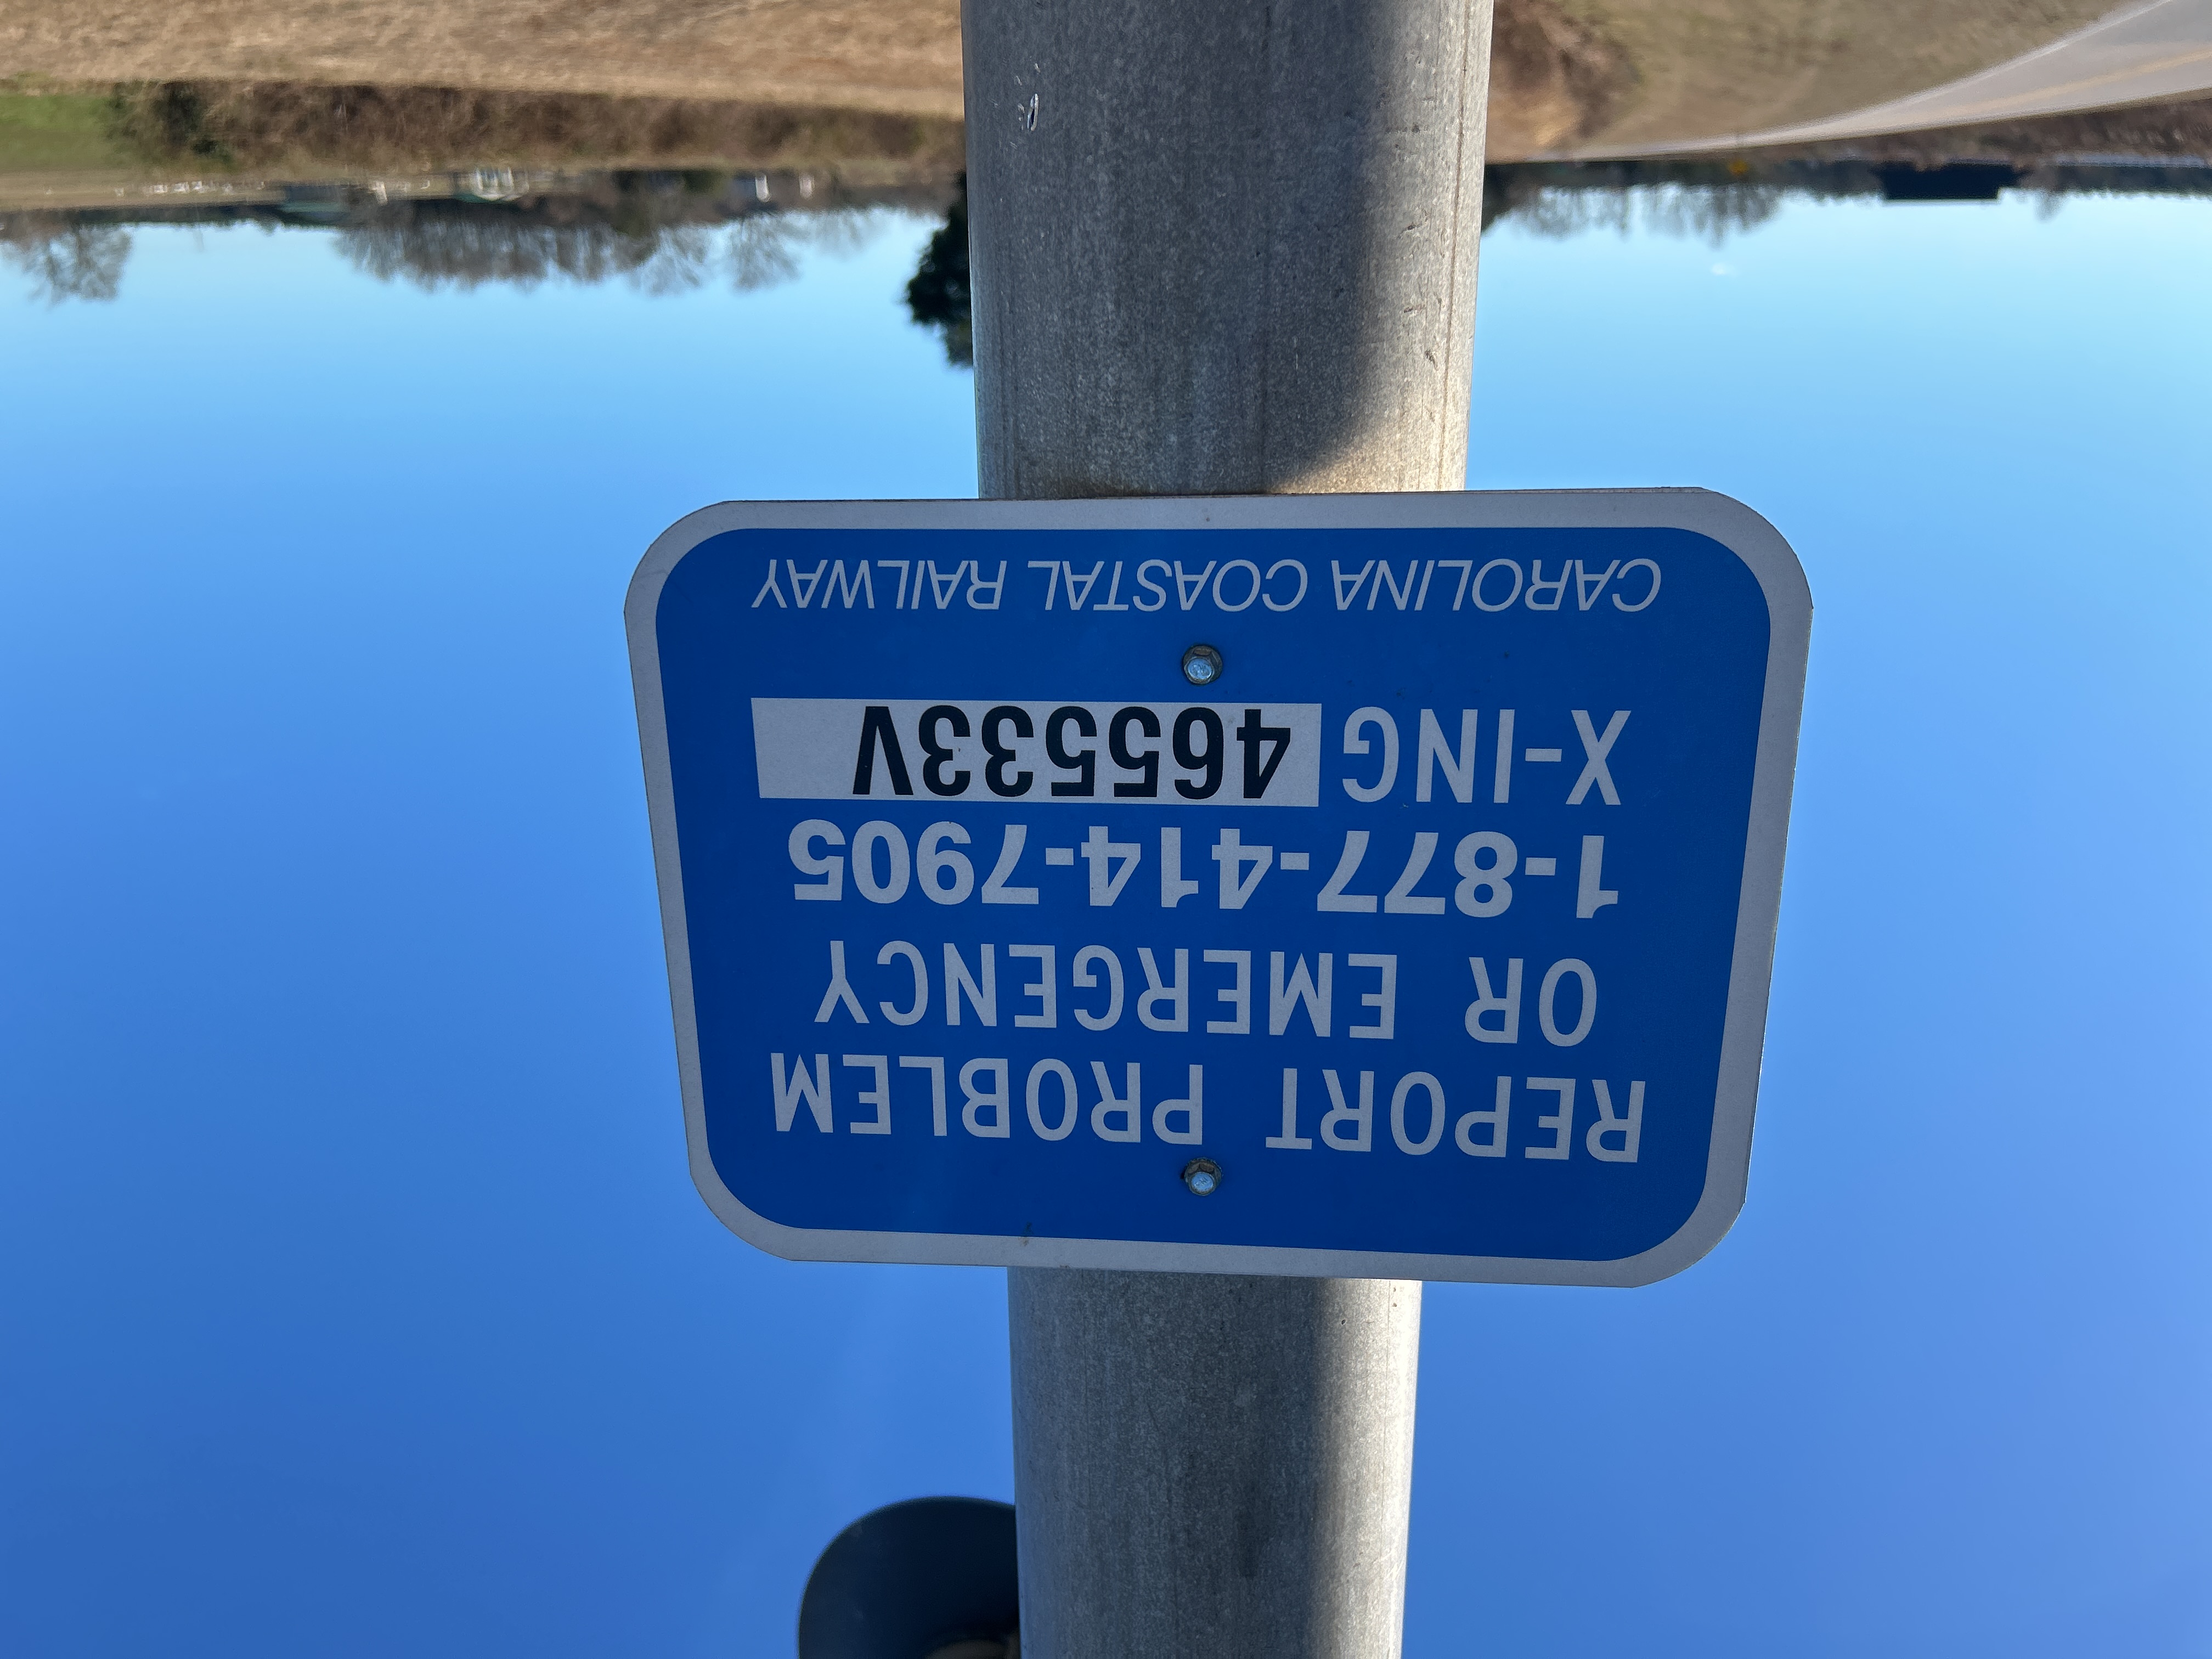 REPORT PROBLEM
OR EMERGENCY
1-877-414-7905
X-ING 465533V
CAROLINA COASTAL RAILWAY